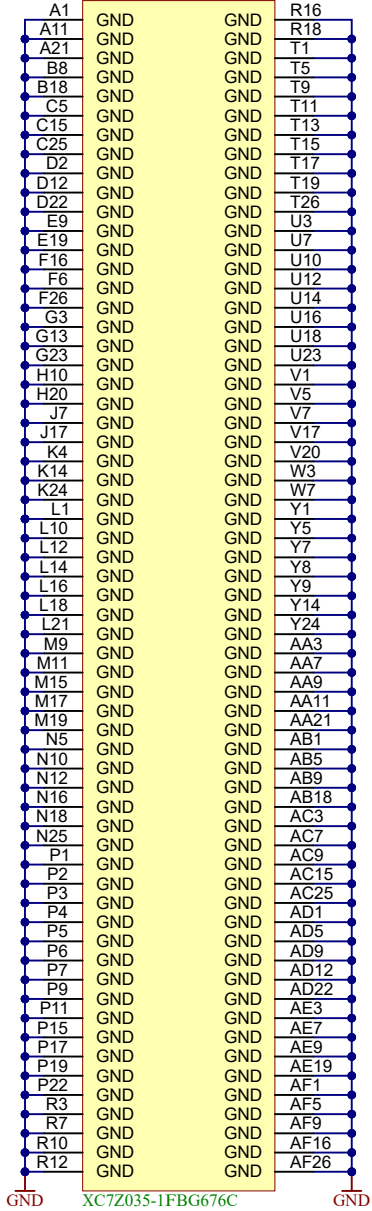 A1 GND GND R16
A11 GND GND R18
A21 GND GND T1
B8 GND GND T5
B18 GND GND T9
C5 GND GND T11
C15 GND GND T13
C25 GND GND T15
D2 GND GND T17
D12 GND GND T19
D22 GND GND T26
E9 GND GND U3
E19 GND GND U7
F16 GND GND U10
F6 GND GND U12
F26 GND GND U14
G3 GND GND U16
G13 GND GND U18
G23 GND GND U23
H10 GND GND V1
H20 GND GND V5
J7 GND GND V7
J17 GND GND V17
K4 GND GND V20
K14 GND GND W3
K24 GND GND W7
L1 GND GND Y1
L10 GND GND Y5
L12 GND GND Y7
L14 GND GND Y8
L16 GND GND Y9
L18 GND GND Y14
L21 GND GND Y24
M9 GND GND AA3
M11 GND GND AA7
M15 GND GND AA9
M17 GND GND AA11
M19 GND GND AA21
N5 GND GND AB1
N10 GND GND AB5
N12 GND GND AB9
N16 GND GND AB18
N18 GND GND AC3
N25 GND GND AC7
P1 GND GND AC9
P2 GND GND AC15
P3 GND GND AC25
P4 GND GND AD1
P5 GND GND AD5
P6 GND GND AD9
P7 GND GND AD12
P9 GND GND AD22
P11 GND GND AE3
P15 GND GND AE7
P17 GND GND AE9
P19 GND GND AE19
P22 GND GND AF1
R3 GND GND AF5
R7 GND GND AF9
R10 GND GND AF16
R12 GND GND AF26
GND XC7Z035-1FBG676C GND